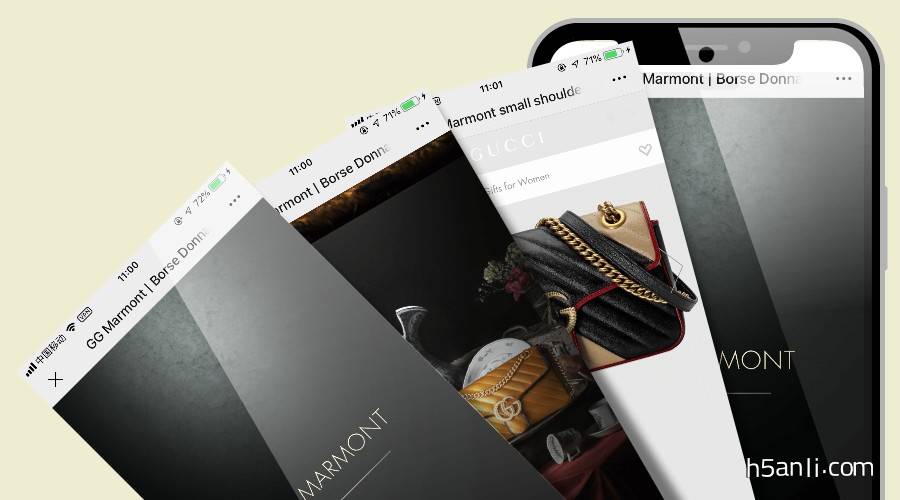 中国移动 VPN 11:00 72%
GG Marmont | Borse Donna
MARMONT
11:00 71%
rmont | Borse Donna
11:01 71%
Marmont small shoulde
GUCCI
Gifts for Women
Marmont | Borse Donna
MONT
h5anli.com